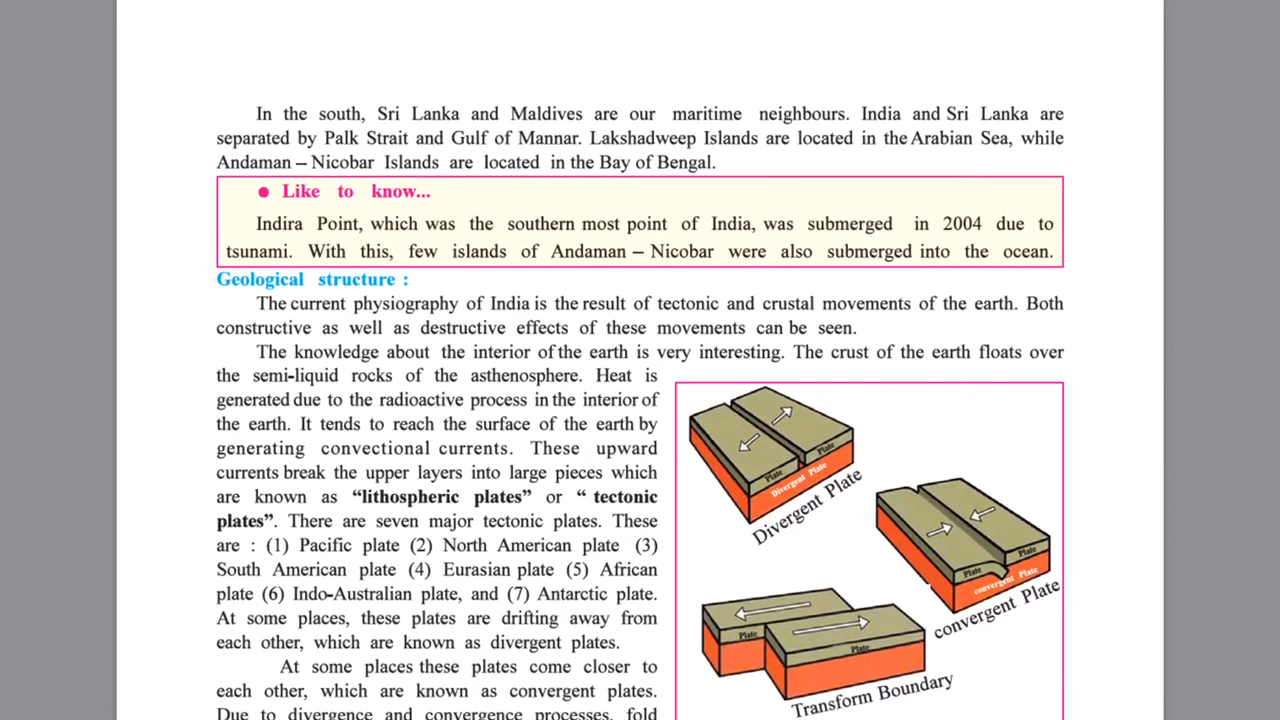 In the south, Sri Lanka and Maldives are our maritime neighbours. India and Sri Lanka are
separated by Palk Strait and Gulf of Mannar. Lakshadweep Islands are located in the Arabian Sea, while
Andaman – Nicobar Islands are located in the Bay of Bengal.
● Like to know...
Indira Point, which was the southern most point of India, was submerged in 2004 due to
tsunami. With this, few islands of Andaman – Nicobar were also submerged into the ocean.
Geological structure :
The current physiography of India is the result of tectonic and crustal movements of the earth. Both
constructive as well as destructive effects of these movements can be seen.
The knowledge about the interior of the earth is very interesting. The crust of the earth floats over
the semi-liquid rocks of the asthenosphere. Heat is
generated due to the radioactive process in the interior of
the earth. It tends to reach the surface of the earth by
generating convectional currents. These upward
currents break the upper layers into large pieces which
are known as “lithospheric plates” or “ tectonic
plates”. There are seven major tectonic plates. These
are : (1) Pacific plate (2) North American plate (3)
South American plate (4) Eurasian plate (5) African
plate (6) Indo-Australian plate, and (7) Antarctic plate.
At some places, these plates are drifting away from
each other, which are known as divergent plates.
At some places these plates come closer to
each other, which are known as convergent plates.
Due to divergence and convergence processes, fold
Plate
Plate
Divergent Plate
Divergent Plate
Plate
Plate
convergent Plate
convergent Plate
Plate
Plate
Transform Boundary